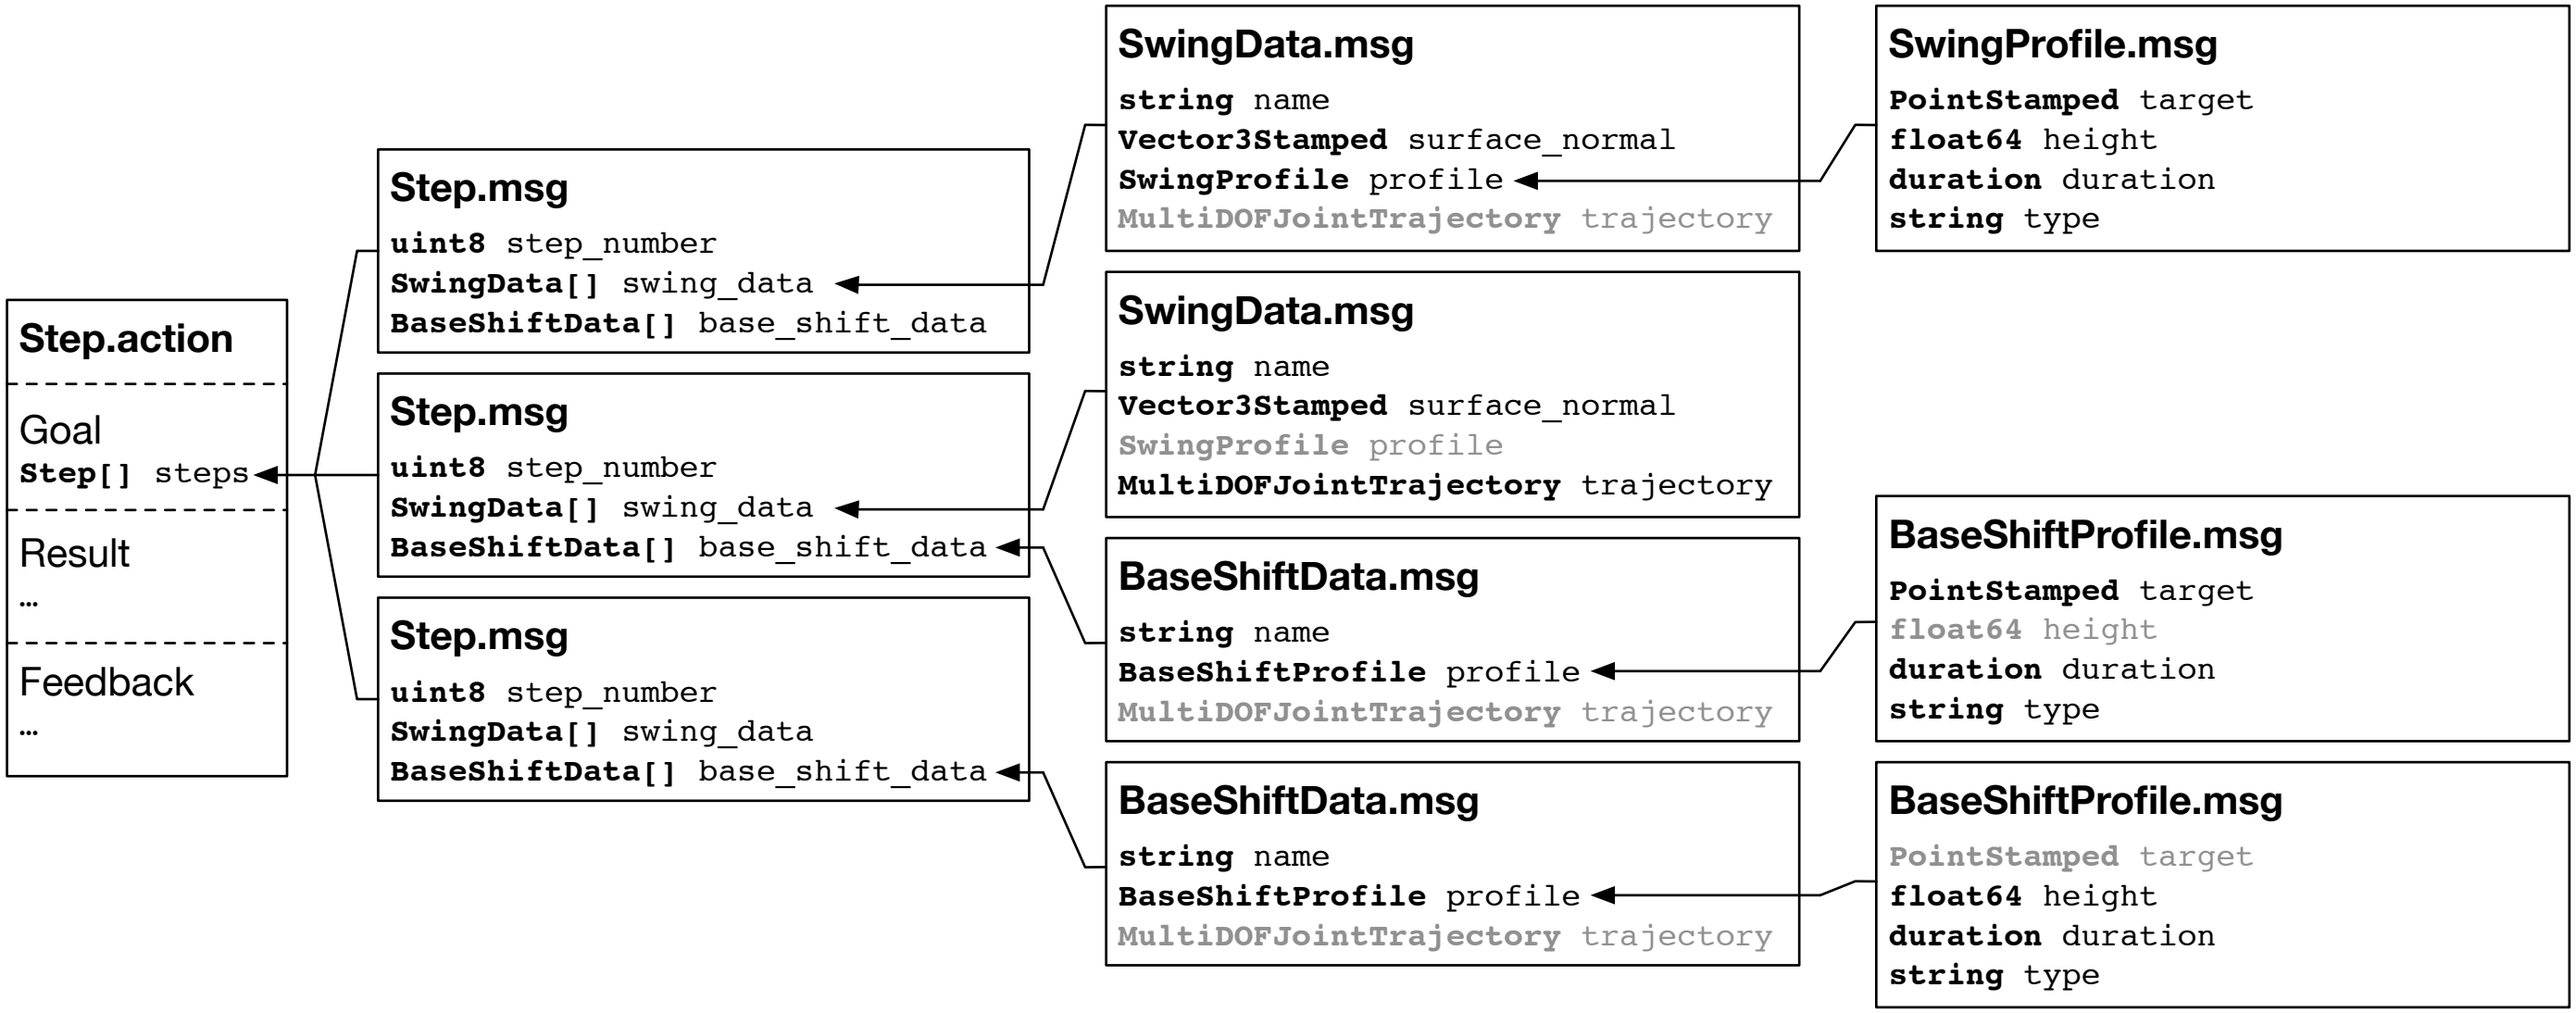 Step.action
Goal
Step[] steps
Result
…
Feedback
…
Step.msg
uint8 step_number
SwingData[] swing_data
BaseShiftData[] base_shift_data
Step.msg
uint8 step_number
SwingData[] swing_data
BaseShiftData[] base_shift_data
Step.msg
uint8 step_number
SwingData[] swing_data
BaseShiftData[] base_shift_data
SwingData.msg
string name
Vector3Stamped surface_normal
SwingProfile profile
MultiDOFJointTrajectory trajectory
SwingData.msg
string name
Vector3Stamped surface_normal
SwingProfile profile
MultiDOFJointTrajectory trajectory
BaseShiftData.msg
string name
BaseShiftProfile profile
MultiDOFJointTrajectory trajectory
BaseShiftData.msg
string name
BaseShiftProfile profile
MultiDOFJointTrajectory trajectory
SwingProfile.msg
PointStamped target
float64 height
duration duration
string type
BaseShiftProfile.msg
PointStamped target
float64 height
duration duration
string type
BaseShiftProfile.msg
PointStamped target
float64 height
duration duration
string type